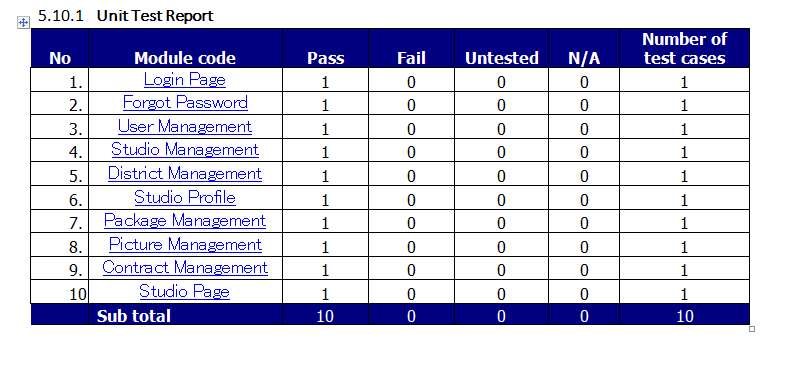 5.10.1 Unit Test Report
No Module code Pass Fail Untested N/A Number of test cases
1. Login Page 1 0 0 0 1
2. Forgot Password 1 0 0 0 1
3. User Management 1 0 0 0 1
4. Studio Management 1 0 0 0 1
5. District Management 1 0 0 0 1
6. Studio Profile 1 0 0 0 1
7. Package Management 1 0 0 0 1
8. Picture Management 1 0 0 0 1
9. Contract Management 1 0 0 0 1
10 Studio Page 1 0 0 0 1
Sub total 10 0 0 0 10